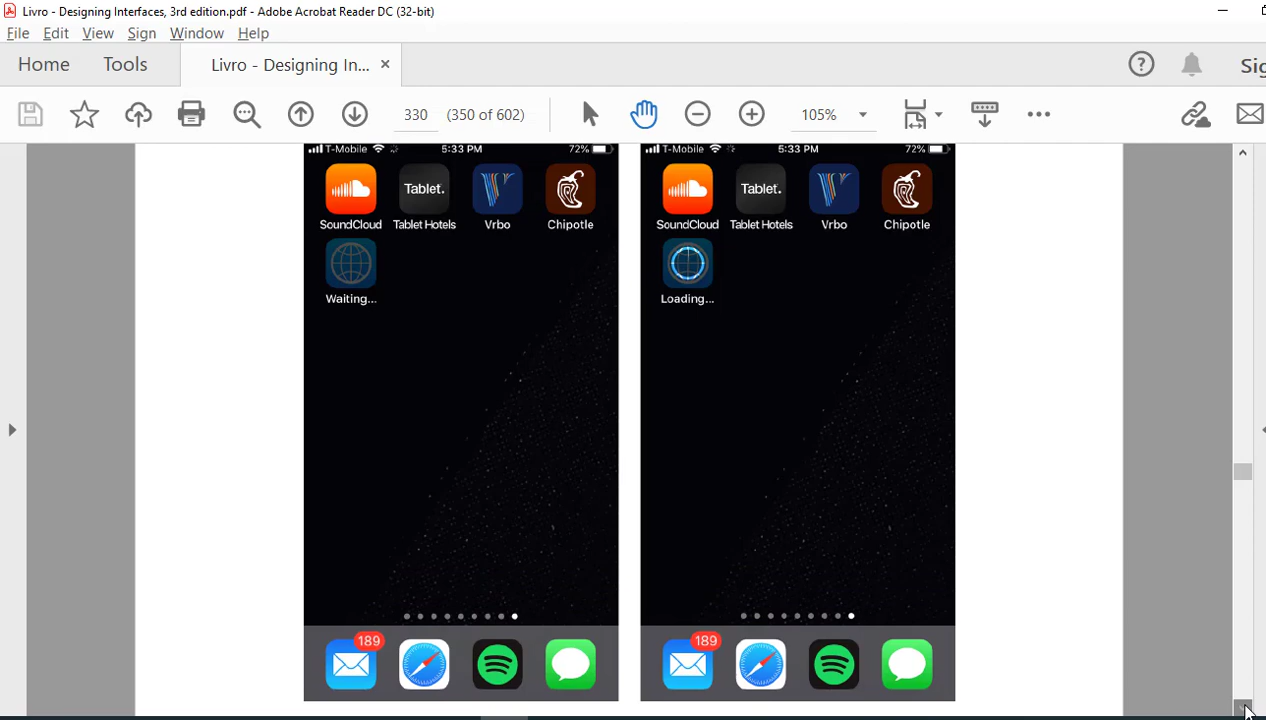 Livro - Designing Interfaces, 3rd edition.pdf - Adobe Acrobat Reader DC (32-bit)
File Edit View Sign Window Help
Home Tools Livro - Designing In... ×
330 (350 of 602) 105%
T-Mobile 5:33 PM 72%
SoundCloud Tablet Hotels Vrbo Chipotle
Tablet.
Waiting...
189
T-Mobile 5:33 PM 72%
Tablet.
SoundCloud Tablet Hotels Vrbo Chipotle
Loading...
189